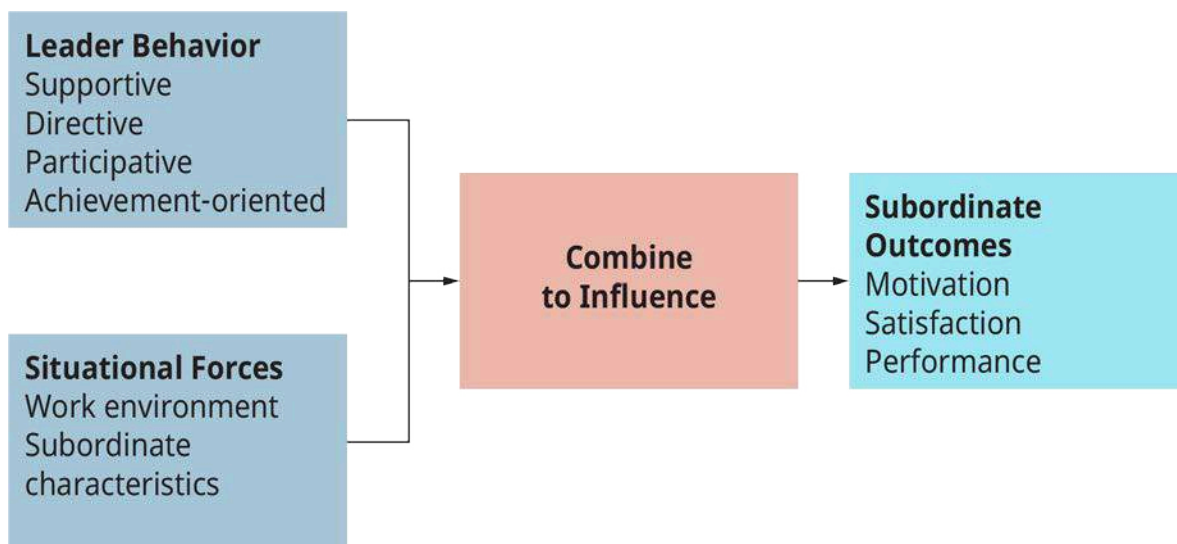 Leader Behavior
Supportive
Directive
Participative
Achievement-oriented
Situational Forces
Work environment
Subordinate
characteristics
Combine
to Influence
Subordinate
Outcomes
Motivation
Satisfaction
Performance